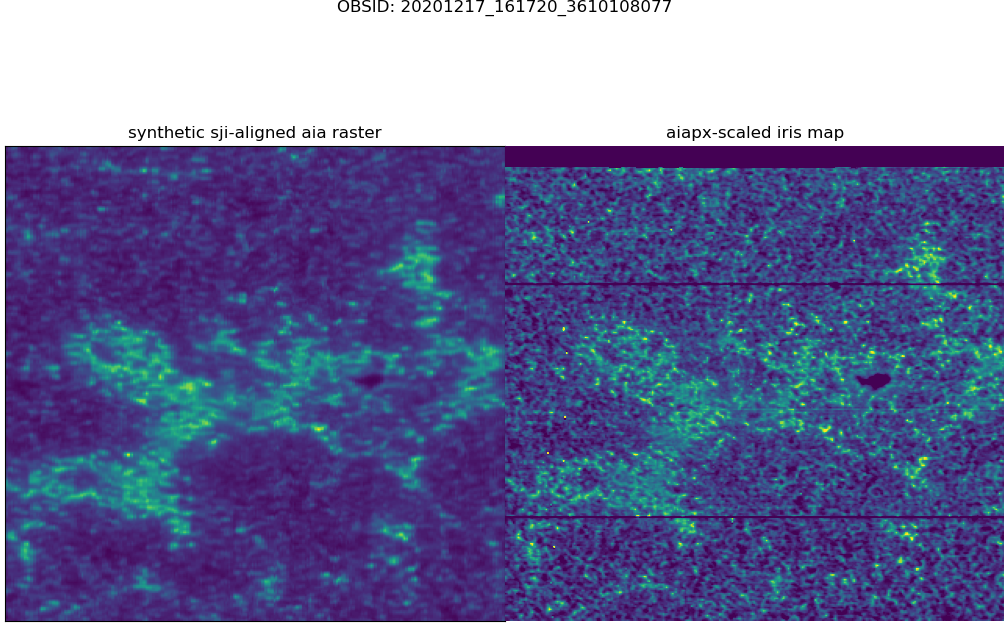 OBSID: 20201217_161720_3610108077
synthetic sji-aligned aia raster
aiapx-scaled iris map